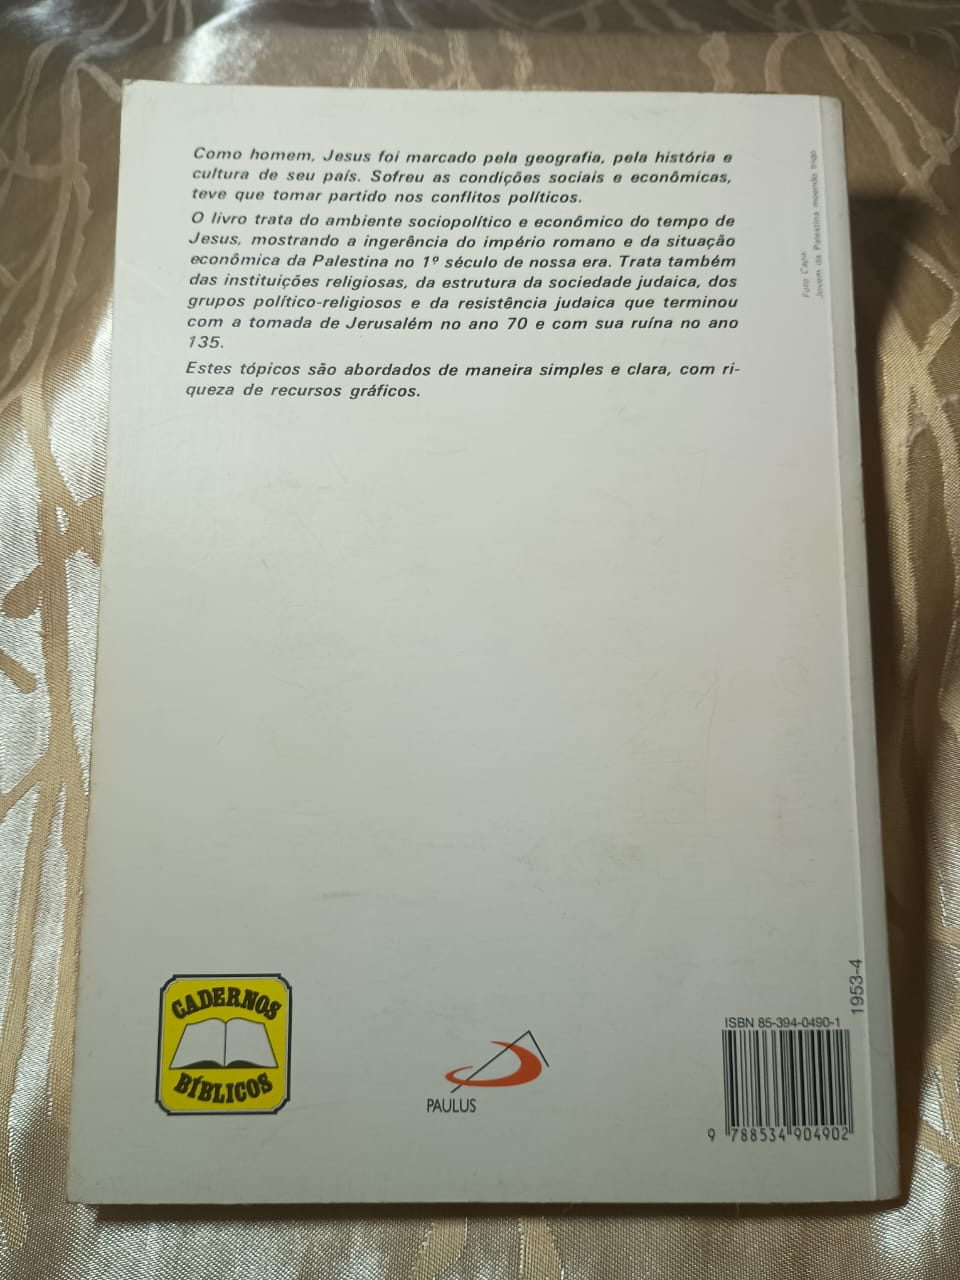 Como homem, Jesus foi marcado pela geografia, pela história e
cultura de seu país. Sofreu as condições sociais e econômicas,
teve que tomar partido nos conflitos políticos.
O livro trata do ambiente sociopolítico e econômico do tempo de
Jesus, mostrando a ingerência do império romano e da situação
econômica da Palestina no 1º século de nossa era. Trata também
das instituições religiosas, da estrutura da sociedade judaica, dos
grupos político-religiosos e da resistência judaica que terminou
com a tomada de Jerusalém no ano 70 e com sua ruína no ano
135.
Estes tópicos são abordados de maneira simples e clara, com ri-
queza de recursos gráficos.
Foto Capa:
Jovem da Palestina moendo trigo
CADERNOS
BÍBLICOS
PAULUS
1953-4
ISBN 85-394-0490-1
9 788534 904902